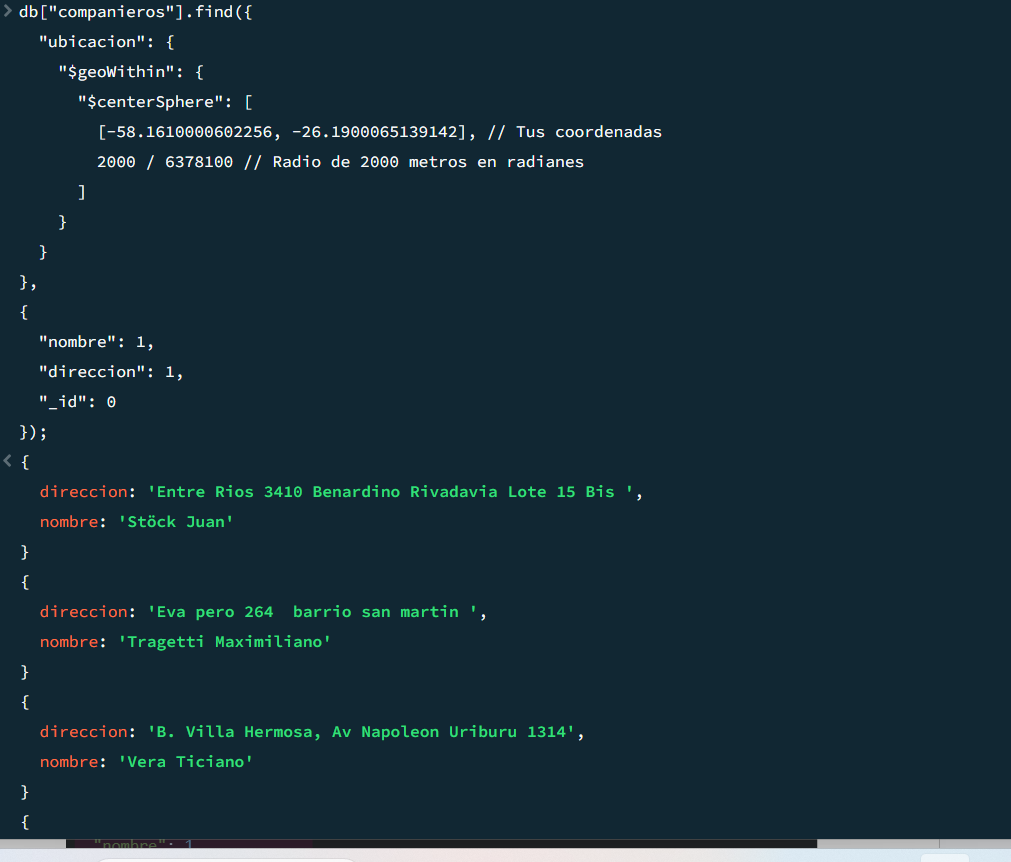 > db["companieros"].find({
"ubicacion": {
"$geoWithin": {
"$centerSphere": [
[-58.1610000602256, -26.1900065139142], // Tus coordenadas
2000 / 6378100 // Radio de 2000 metros en radianes
]
}
}
},
{
"nombre": 1,
"direccion": 1,
"_id": 0
});
< {
direccion: 'Entre Rios 3410 Benardino Rivadavia Lote 15 Bis ',
nombre: 'Stöck Juan'
}
{
direccion: 'Eva pero 264  barrio san martin ',
nombre: 'Tragetti Maximiliano'
}
{
direccion: 'B. Villa Hermosa, Av Napoleon Uriburu 1314',
nombre: 'Vera Ticiano'
}
{
"nombre": 1